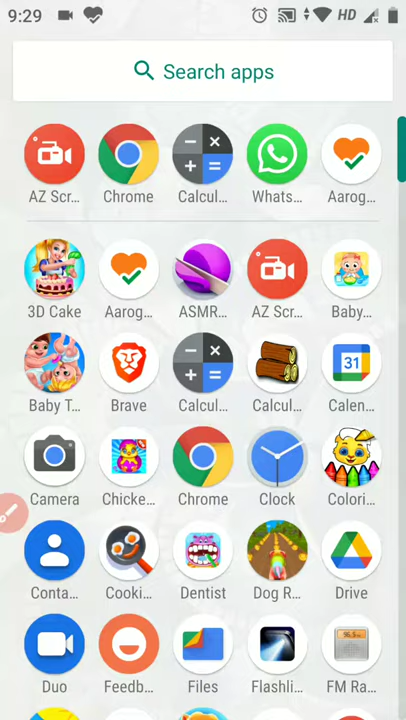 9:29 HD
Search apps
AZ Scr... Chrome Calcul... Whats... Aarog...
3D Cake Aarog... ASMR... AZ Scr... Baby...
Baby T... Brave Calcul... Calcul... Calen...
31
Camera Chicke... Chrome Clock Colori...
Conta... Cooki... Dentist Dog R... Drive
Duo Feedb... Files Flashli... FM Ra...